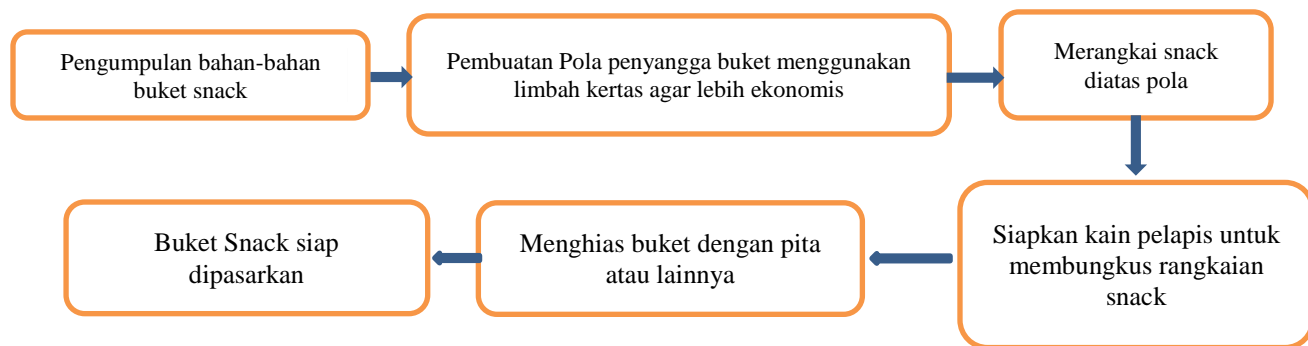 Pengumpulan bahan-bahan
buket snack
Pembuatan Pola penyangga buket menggunakan
limbah kertas agar lebih ekonomis
Merangkai snack
diatas pola
Siapkan kain pelapis untuk
membungkus rangkaian
snack
Menghias buket dengan pita
atau lainnya
Buket Snack siap
dipasarkan